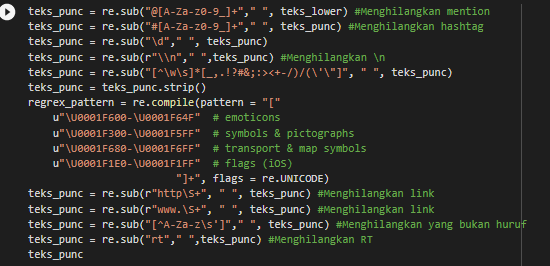 teks_punc = re.sub("@[A-Za-z0-9_]+"," ", teks_lower) #Menghilangkan mention
teks_punc = re.sub("#[A-Za-z0-9_]+"," ", teks_punc) #Menghilangkan hashtag
teks_punc = re.sub("\d"," ", teks_punc)
teks_punc = re.sub(r"\\n"," ",teks_punc) #Menghilangkan \n
teks_punc = re.sub("[^\w\s]*[_,.!?#&;:><+-/)/(\'\"]", " ", teks_punc)
teks_punc = teks_punc.strip()
regrex_pattern = re.compile(pattern = "["
u"\U0001F600-\U0001F64F" # emoticons
u"\U0001F300-\U0001F5FF" # symbols & pictographs
u"\U0001F680-\U0001F6FF" # transport & map symbols
u"\U0001F1E0-\U0001F1FF" # flags (iOS)
"]+", flags = re.UNICODE)
teks_punc = re.sub(r"http\S+", " ", teks_punc) #Menghilangkan link
teks_punc = re.sub(r"www.\S+", " ", teks_punc) #Menghilangkan link
teks_punc = re.sub("[^A-Za-z\s']"," ", teks_punc) #Menghilangkan yang bukan huruf
teks_punc = re.sub("rt"," ",teks_punc) #Menghilangkan RT
teks_punc